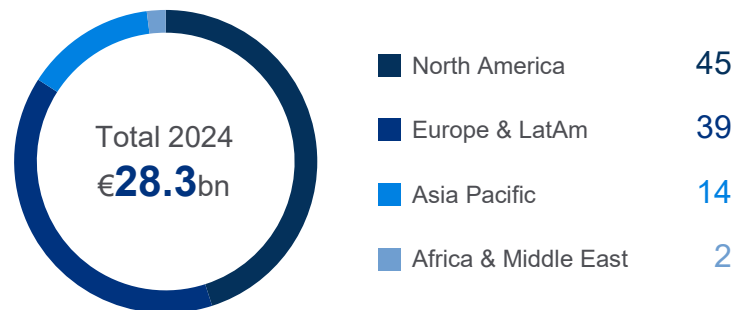 Total 2024
€28.3bn
North America 45
Europe & LatAm 39
Asia Pacific 14
Africa & Middle East 2